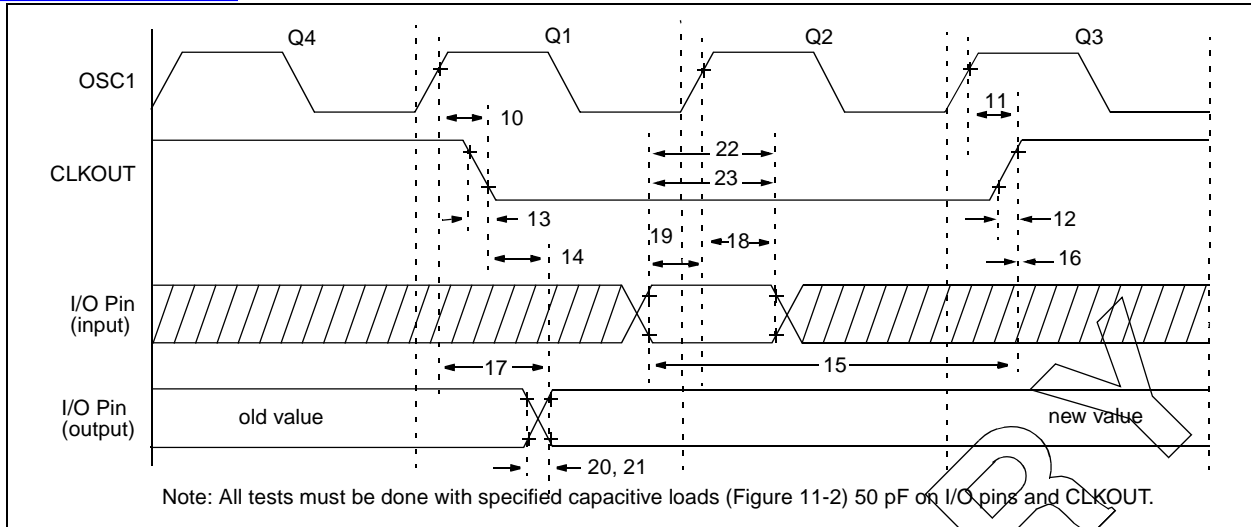 Q4
Q1
Q2
Q3
OSC1
10
11
CLKOUT
22
23
13
12
19
18
14
16
I/O Pin
(input)
17
15
I/O Pin
(output)
old value
new value
20, 21
Note: All tests must be done with specified capacitive loads (Figure 11-2) 50 pF on I/O pins and CLKOUT.
R
Y